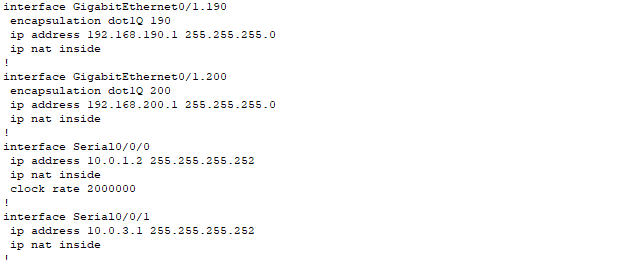 interface GigabitEthernet0/1.190
 encapsulation dot1Q 190
 ip address 192.168.190.1 255.255.255.0
 ip nat inside
!
interface GigabitEthernet0/1.200
 encapsulation dot1Q 200
 ip address 192.168.200.1 255.255.255.0
 ip nat inside
!
interface Serial0/0/0
 ip address 10.0.1.2 255.255.255.252
 ip nat inside
 clock rate 2000000
!
interface Serial0/0/1
 ip address 10.0.3.1 255.255.255.252
 ip nat inside
!